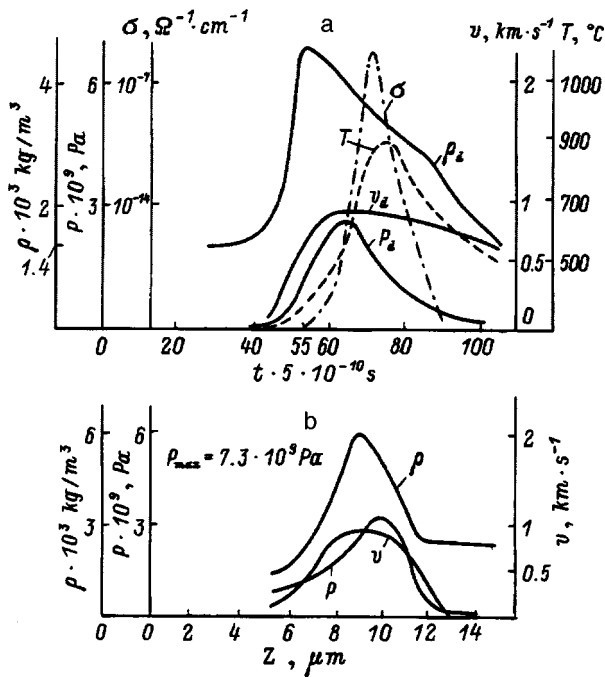 a
σ, Ω⁻¹·cm⁻¹
υ, km·s⁻¹ T, °C
ρ·10³ kg/m³
p·10⁹, Pa
4
6
10⁻⁷
2
1000
900
2
3
10⁻¹⁴
1
700
1.4
0.5
500
0
0
σ
T
ρ_d
υ_d
P_d
20 40 55 60 80 100
t·5·10⁻¹⁰ s
b
ρ·10³ kg/m³
p·10⁹, Pa
υ, km·s⁻¹
6
6
2
P_max = 7.3·10⁹ Pa
ρ
3
3
1
0.5
p
υ
0 0 2 4 6 8 10 12 14
Z, μm